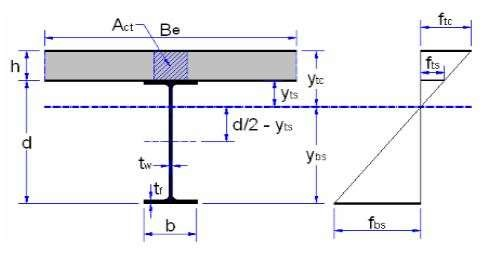 Act
Be
ftc
h
fts
ytc
yts
d
d/2 - yts
tw
ybs
tf
b
fbs